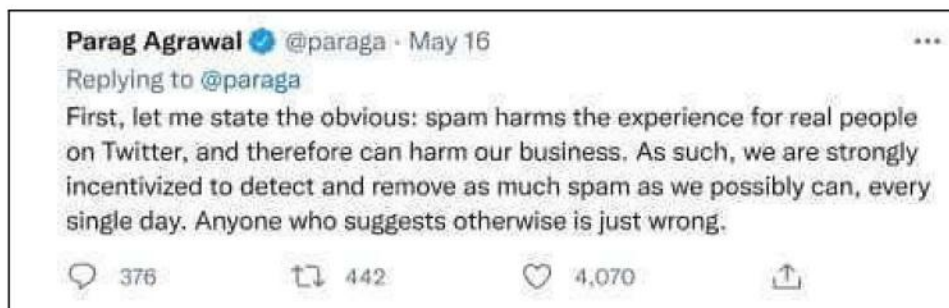 Parag Agrawal @paraga · May 16 ...
Replying to @paraga
First, let me state the obvious: spam harms the experience for real people
on Twitter, and therefore can harm our business. As such, we are strongly
incentivized to detect and remove as much spam as we possibly can, every
single day. Anyone who suggests otherwise is just wrong.
376 442 4,070